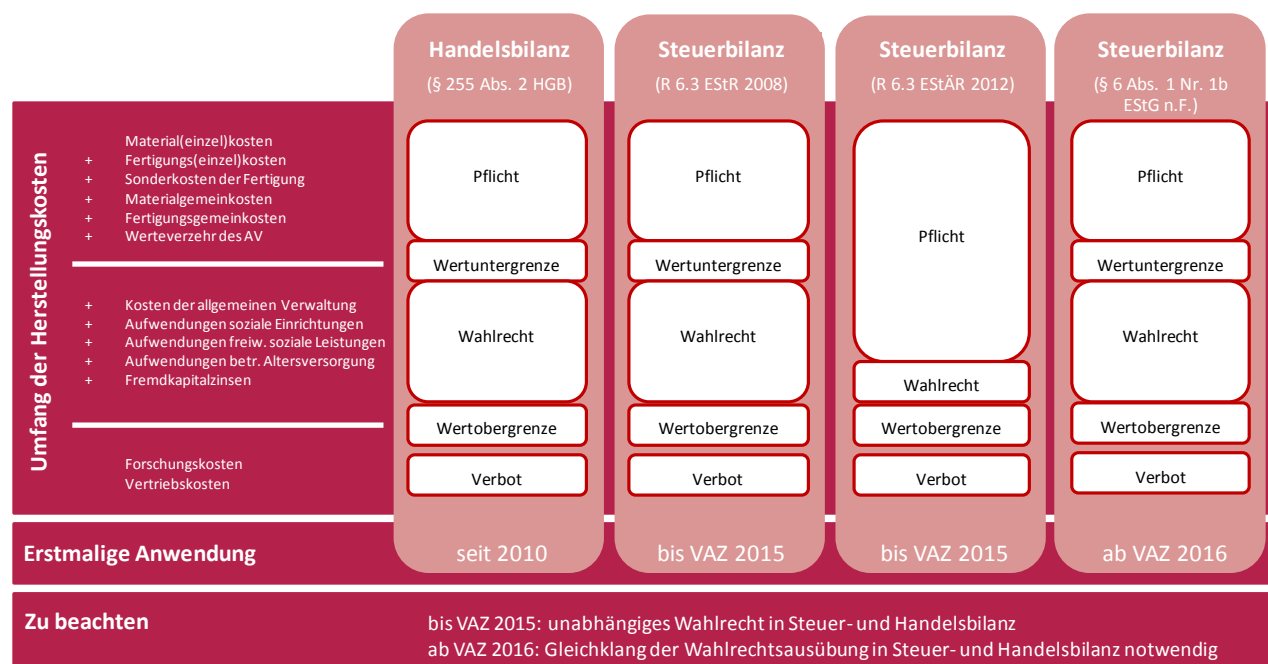 Handelsbilanz
(§ 255 Abs. 2 HGB)
Steuerbilanz
(R 6.3 EStR 2008)
Steuerbilanz
(R 6.3 EStÄR 2012)
Steuerbilanz
(§ 6 Abs. 1 Nr. 1b
EStG n.F.)
Umfang der Herstellungskosten
Material(einzel)kosten
+ Fertigungs(einzel)kosten
+ Sonderkosten der Fertigung
+ Materialgemeinkosten
+ Fertigungsgemeinkosten
+ Werteverzehr des AV
+ Kosten der allgemeinen Verwaltung
+ Aufwendungen soziale Einrichtungen
+ Aufwendungen freiw. soziale Leistungen
+ Aufwendungen betr. Altersversorgung
+ Fremdkapitalzinsen
Forschungskosten
Vertriebskosten
Pflicht
Wertuntergrenze
Wahlrecht
Wertobergrenze
Verbot
Pflicht
Wertuntergrenze
Wahlrecht
Wertobergrenze
Verbot
Pflicht
Wahlrecht
Wertobergrenze
Verbot
Pflicht
Wertuntergrenze
Wahlrecht
Wertobergrenze
Verbot
Erstmalige Anwendung
seit 2010
bis VAZ 2015
bis VAZ 2015
ab VAZ 2016
Zu beachten
bis VAZ 2015: unabhängiges Wahlrecht in Steuer- und Handelsbilanz
ab VAZ 2016: Gleichklang der Wahlrechtsausübung in Steuer- und Handelsbilanz notwendig